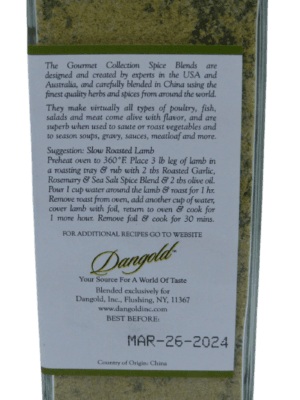 The Gourmet Collection Spice Blends are
designed and created by experts in the USA and
Australia, and carefully blended in China using the
finest quality herbs and spices from around the world.
They make virtually all types of poultry, fish,
salads and meat come alive with flavor, and are
superb when used to saute or roast vegetables and
to season soups, gravy, sauces, meatloaf and more.
Suggestion: Slow Roasted Lamb
Preheat oven to 360°F. Place 3 lb leg of lamb in
a roasting tray & rub with 2 tbs Roasted Garlic,
Rosemary & Sea Salt Spice Blend & 2 tbs olive oil.
Pour 1 cup water around the lamb & roast for 1 hr.
Remove roast from oven, add another cup of water,
cover lamb with foil, return to oven & cook for
1 more hour. Remove foil & cook for 30 mins.
FOR ADDITIONAL RECIPES GO TO WEBSITE
Dangold
Your Source For A World Of Taste
Blended exclusively for
Dangold, Inc., Flushing, NY, 11367
www.dangoldinc.com
BEST BEFORE:
MAR-26-2024
Country of Origin: China